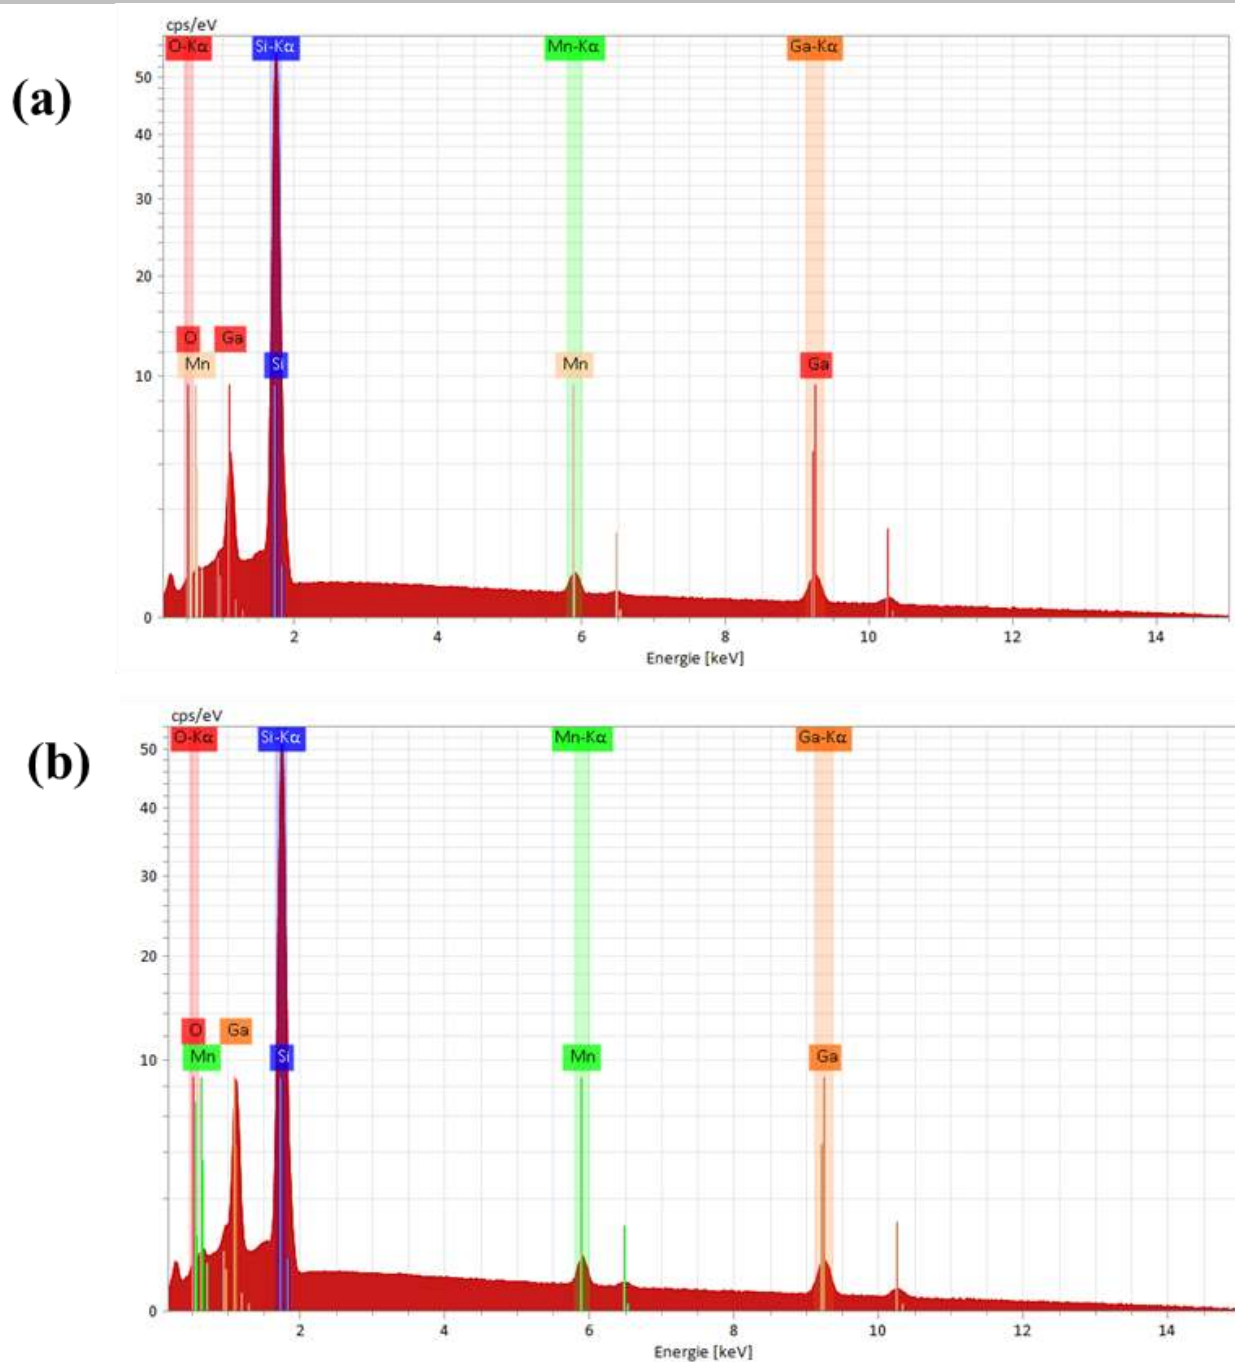 (a)
cps/eV
O-Kα Si-Kα Mn-Kα Ga-Kα
50
40
30
20
O Ga
Mn Si Mn Ga
10
0
2 4 6 8 10 12 14
Energie [keV]
(b)
cps/eV
O-Kα Si-Kα Mn-Kα Ga-Kα
50
40
30
20
O Ga
Mn Si Mn Ga
10
0
2 4 6 8 10 12 14
Energie [keV]